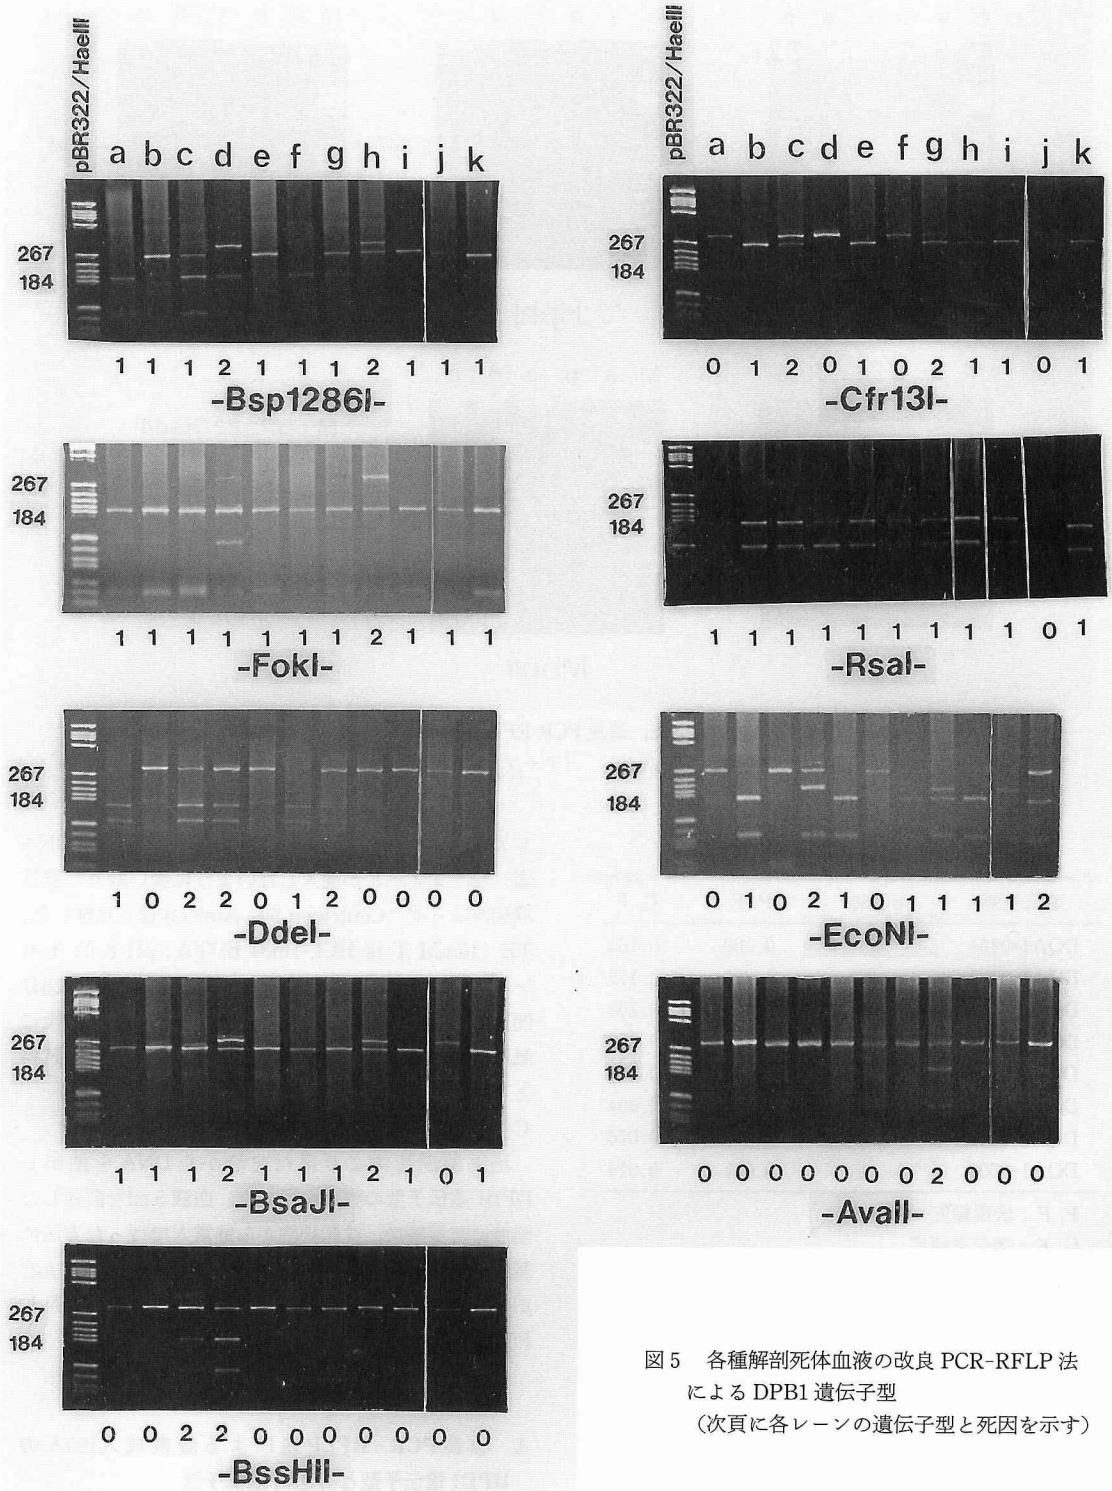 pBR322/HaeIII
a b c d e f g h i j k
267
184
1 1 1 2 1 1 1 2 1 1 1
-Bsp1286I-
267
184
1 1 1 1 1 1 1 2 1 1 1
-FokI-
267
184
1 0 2 2 0 1 2 0 0 0 0
-DdeI-
267
184
1 1 1 2 1 1 1 2 1 0 1
-BsaJI-
267
184
0 0 2 2 0 0 0 0 0 0 0
-BssHII-
pBR322/HaeIII
a b c d e f g h i j k
267
184
0 1 2 0 1 0 2 1 1 0 1
-Cfr13I-
267
184
1 1 1 1 1 1 1 1 1 0 1
-RsaI-
267
184
0 1 0 2 1 0 1 1 1 1 2
-EcoNI-
267
184
0 0 0 0 0 0 0 2 0 0 0
-AvaII-
図5 各種解剖死体血液の改良 PCR-RFLP 法
による DPB1 遺伝子型
(次頁に各レーンの遺伝子型と死因を示す)